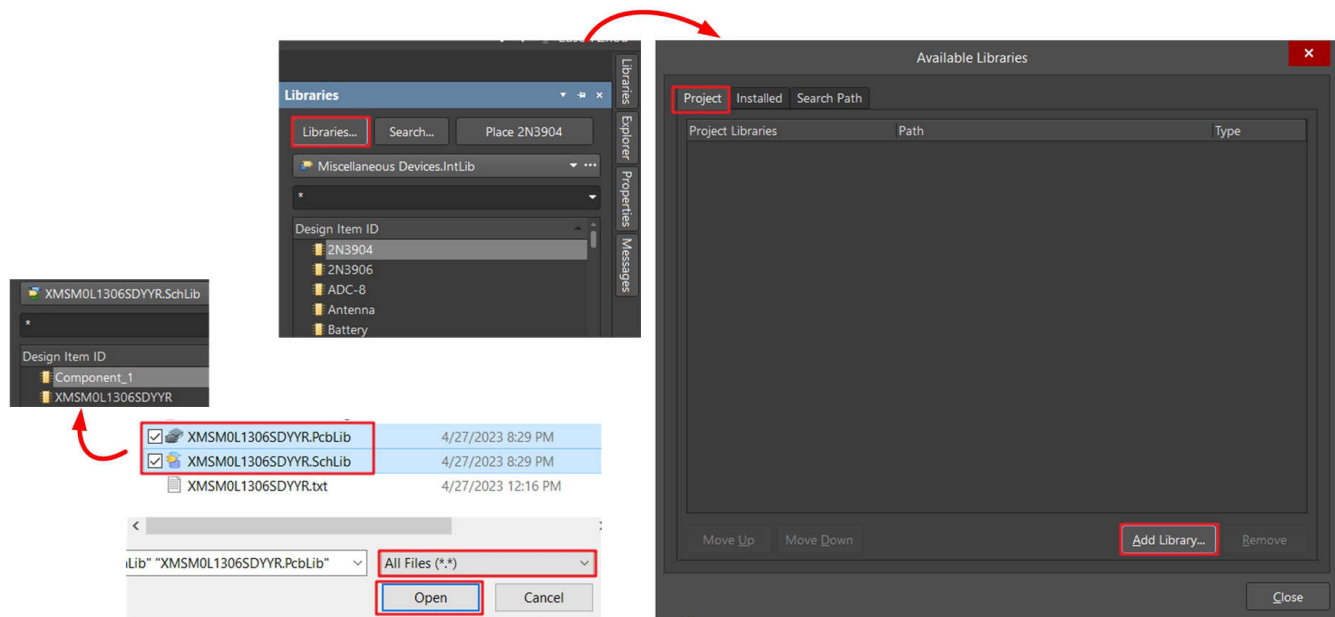 Libraries
Libraries...
Search...
Place 2N3904
Miscellaneous Devices.IntLib
*
Design Item ID
2N3904
2N3906
ADC-8
Antenna
Battery
Libraries
Explorer
Properties
Messages
Available Libraries
Project
Installed
Search Path
Project Libraries Path Type
Move Up
Move Down
Add Library...
Remove
Close
XMSM0L1306SDYYR.SchLib
*
Design Item ID
Component_1
XMSM0L1306SDYYR
XMSM0L1306SDYYR.PcbLib 4/27/2023 8:29 PM
XMSM0L1306SDYYR.SchLib 4/27/2023 8:29 PM
XMSM0L1306SDYYR.txt 4/27/2023 12:16 PM
"XMSM0L1306SDYYR.PcbLib"
All Files (*.*)
Open
Cancel